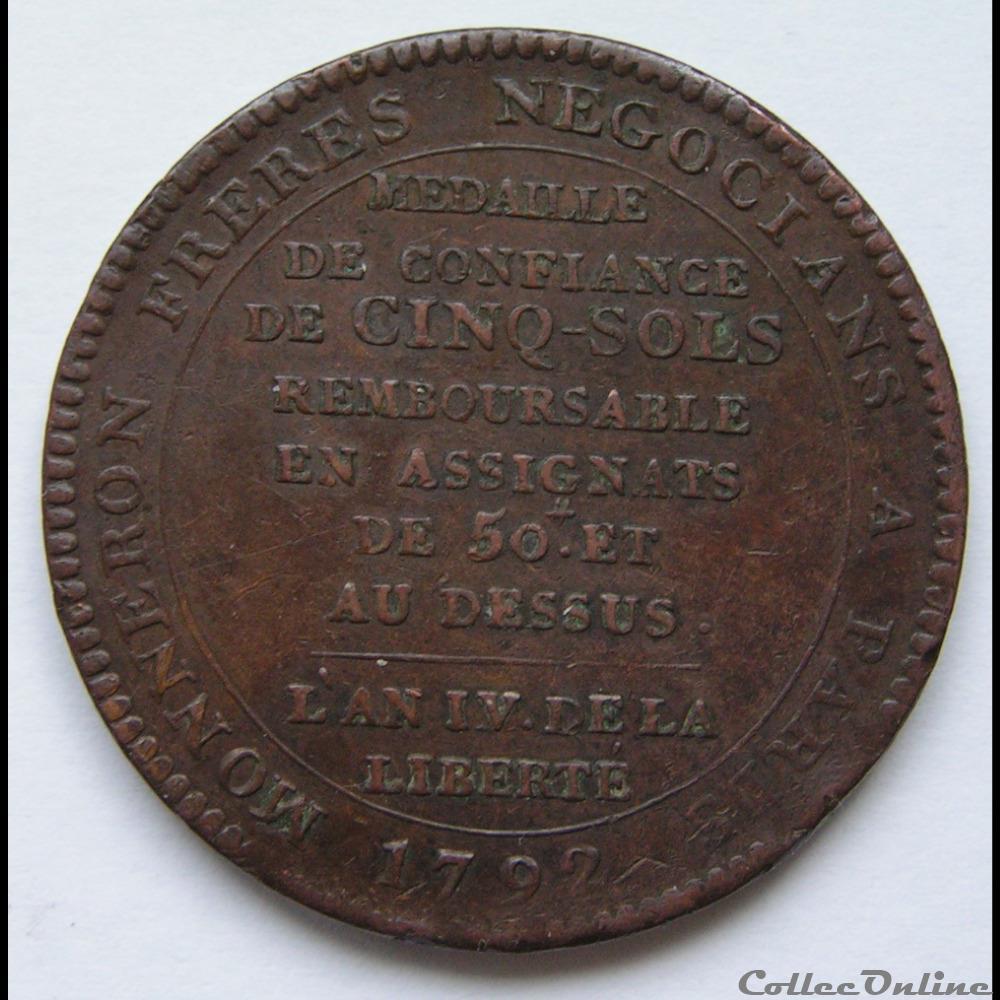 MONNERON FRERES NEGOCIANS A PARIS
1792
MEDAILLE
DE CONFIANCE
DE CINQ-SOLS
REMBOURSABLE
EN ASSIGNATS
DE 50₶. ET
AU DESSUS.
L'AN IV. DE LA
LIBERTÉ
CollecOnline